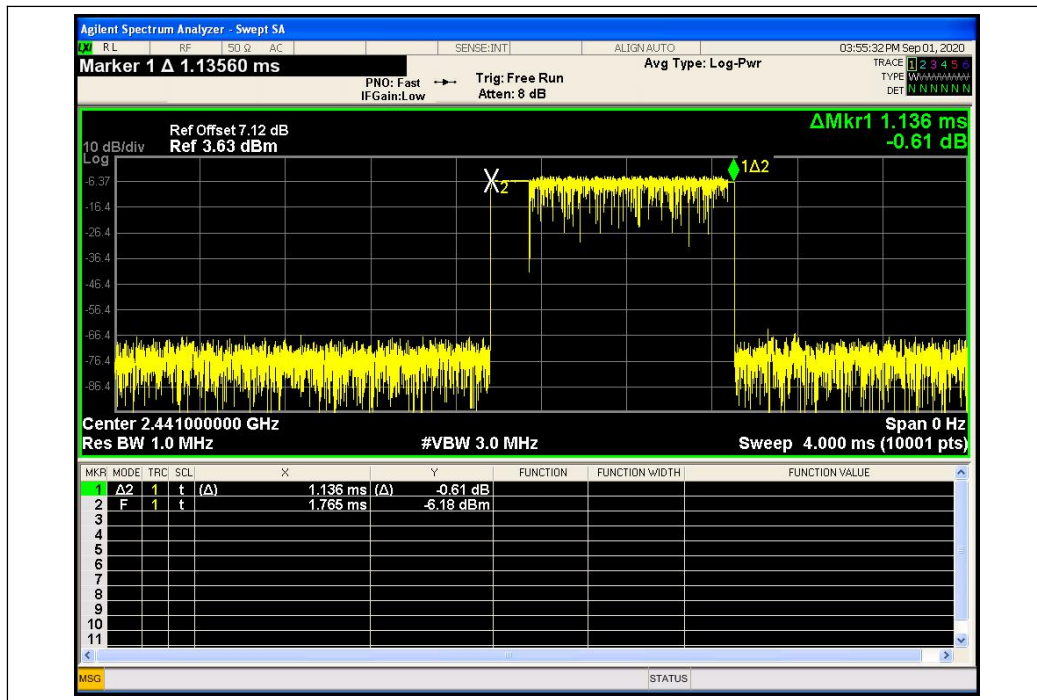 Agilent Spectrum Analyzer - Swept SA
LXI RL RF 50 Ω AC SENSE:INT ALIGN AUTO 03:55:32 PM Sep 01, 2020
Marker 1 Δ 1.13560 ms
PNO: Fast
IFGain:Low
Trig: Free Run
Atten: 8 dB
Avg Type: Log-Pwr
TRACE 1 2 3 4 5 6
TYPE W
DET N N N N N N
ΔMkr1 1.136 ms
-0.61 dB
Ref Offset 7.12 dB
10 dB/div Ref 3.63 dBm
Log
1Δ2
-6.37
X2
-16.4
-26.4
-36.4
-46.4
-56.4
-66.4
-76.4
-86.4
Center 2.441000000 GHz Span 0 Hz
Res BW 1.0 MHz #VBW 3.0 MHz Sweep 4.000 ms (10001 pts)
MKR MODE TRC SCL X Y FUNCTION FUNCTION WIDTH FUNCTION VALUE
1 Δ2 1 t (Δ) 1.136 ms (Δ) -0.61 dB
2 F 1 t 1.765 ms -6.18 dBm
3
4
5
6
7
8
9
10
11
MSG STATUS